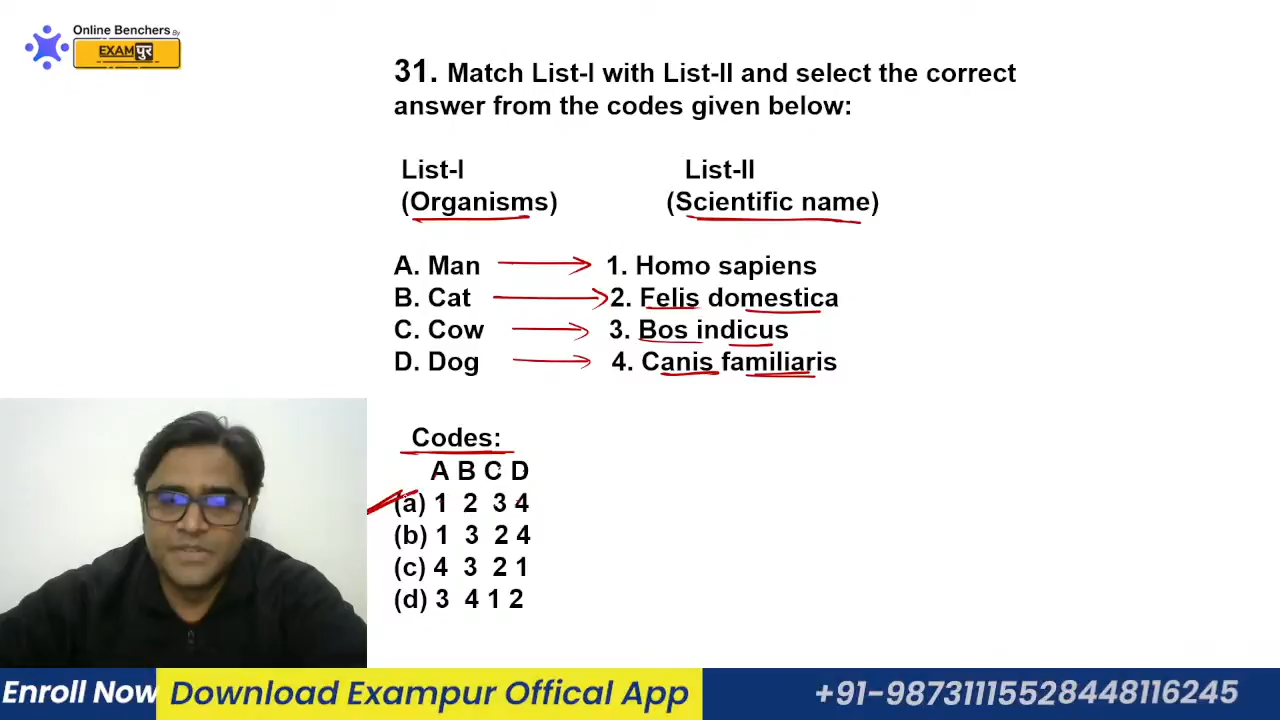 Online Benchers By
EXAMपुर
31. Match List-I with List-II and select the correct
answer from the codes given below:
List-I List-II
(Organisms) (Scientific name)
A. Man 1. Homo sapiens
B. Cat 2. Felis domestica
C. Cow 3. Bos indicus
D. Dog 4. Canis familiaris
Codes:
A B C D
(a) 1 2 3 4
(b) 1 3 2 4
(c) 4 3 2 1
(d) 3 4 1 2
Enroll Now Download Exampur Offical App +91-98731115528448116245